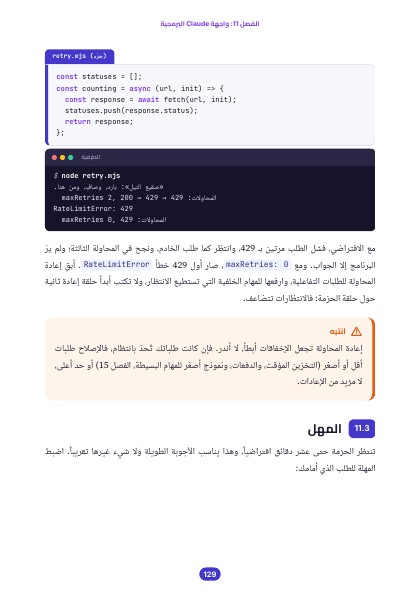 الفصل 11: واجهة Claude البرمجية
retry.mjs (جزء)
const statuses = [];
const counting = async (url, init) => {
const response = await fetch(url, init);
statuses.push(response.status);
return response;
};
الطرفية
$ node retry.mjs
«صقيع النيل»: بارد، وصافٍ، ومن هنا.
maxRetries 2, المحاولات: 429 → 429 → 200
RateLimitError: 429
maxRetries 0, المحاولات: 429
مع الافتراضي، فشل الطلب مرتين بـ 429، وانتظر كما طلب الخادم، ونجح في المحاولة الثالثة؛ ولم يرَ
البرنامج إلا الجواب. ومع maxRetries: 0، صار أول 429 خطأ RateLimitError. أبقِ إعادة
المحاولة للطلبات التفاعلية، وارفعها للمهام الخلفية التي تستطيع الانتظار، ولا تكتب أبداً حلقة إعادة ثانية
حول حلقة الحزمة: فالانتظارات تتضاعف.
انتبه
إعادة المحاولة تجعل الإخفاقات أبطأ، لا أندر. فإن كانت طلباتك تُحدّ بانتظام، فالإصلاح طلبات
أقل أو أصغر (التخزين المؤقت، والدفعات، ونموذج أصغر للمهام البسيطة، الفصل 15) أو حد أعلى،
لا مزيد من الإعادات.
11.3 المهل
تنتظر الحزمة حتى عشر دقائق افتراضياً، وهذا يناسب الأجوبة الطويلة ولا شيء غيرها تقريباً. اضبط
المهلة للطلب الذي أمامك:
129